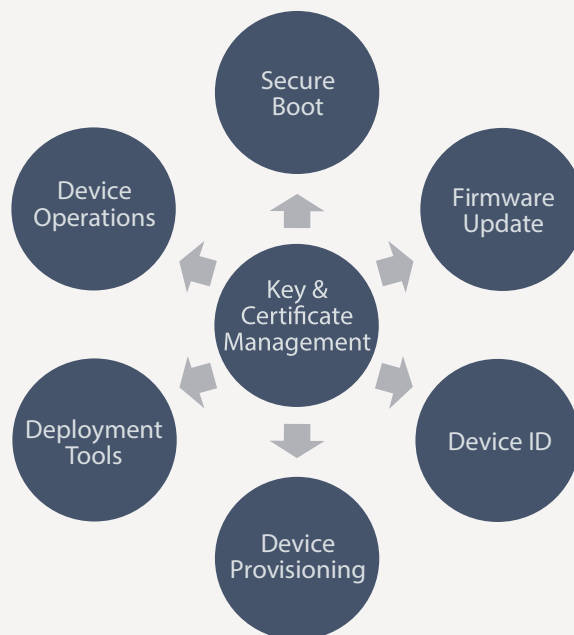 Secure
Boot
Device
Operations
Firmware
Update
Key &
Certificate
Management
Deployment
Tools
Device ID
Device
Provisioning